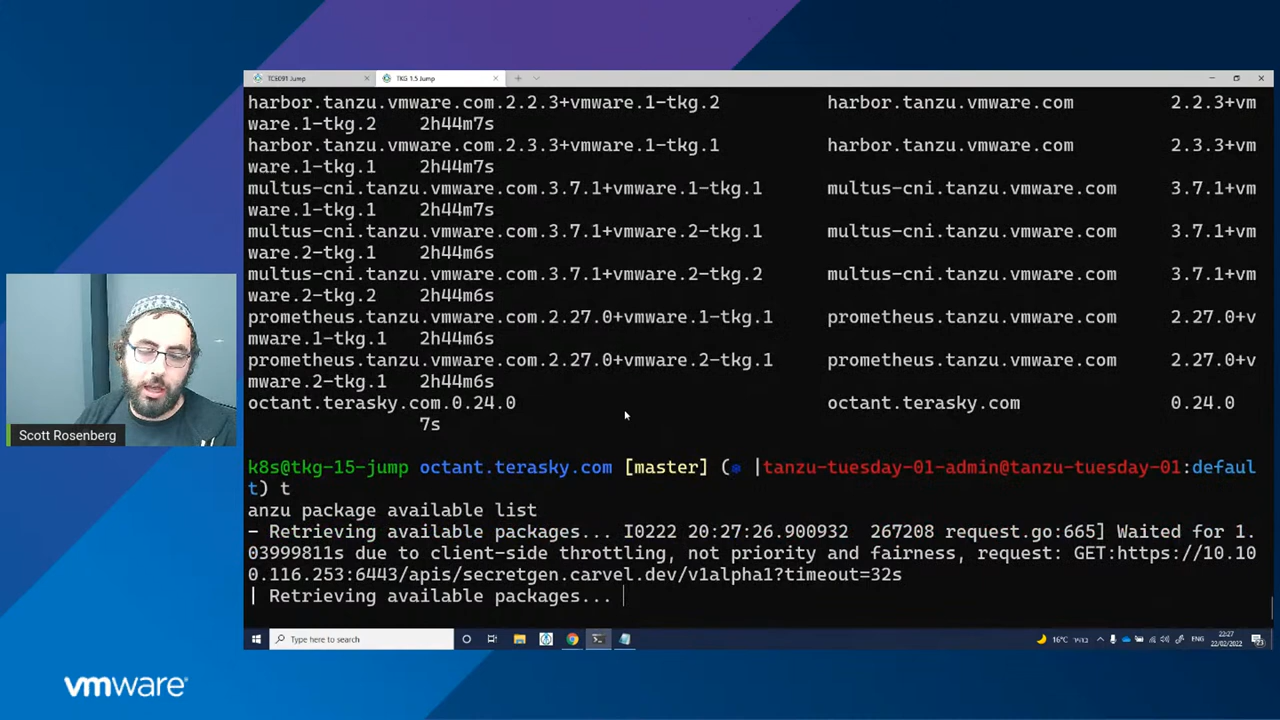 TCE091 Jump
TKG 1.5 Jump
harbor.tanzu.vmware.com.2.2.3+vmware.1-tkg.2 harbor.tanzu.vmware.com 2.2.3+vm
ware.1-tkg.2 2h44m7s
harbor.tanzu.vmware.com.2.3.3+vmware.1-tkg.1 harbor.tanzu.vmware.com 2.3.3+vm
ware.1-tkg.1 2h44m7s
multus-cni.tanzu.vmware.com.3.7.1+vmware.1-tkg.1 multus-cni.tanzu.vmware.com 3.7.1+vm
ware.1-tkg.1 2h44m7s
multus-cni.tanzu.vmware.com.3.7.1+vmware.2-tkg.1 multus-cni.tanzu.vmware.com 3.7.1+vm
ware.2-tkg.1 2h44m6s
multus-cni.tanzu.vmware.com.3.7.1+vmware.2-tkg.2 multus-cni.tanzu.vmware.com 3.7.1+vm
ware.2-tkg.2 2h44m6s
prometheus.tanzu.vmware.com.2.27.0+vmware.1-tkg.1 prometheus.tanzu.vmware.com 2.27.0+v
mware.1-tkg.1 2h44m6s
prometheus.tanzu.vmware.com.2.27.0+vmware.2-tkg.1 prometheus.tanzu.vmware.com 2.27.0+v
mware.2-tkg.1 2h44m6s
octant.terasky.com.0.24.0 octant.terasky.com 0.24.0
7s
k8s@tkg-15-jump octant.terasky.com [master] (⎈ |tanzu-tuesday-01-admin@tanzu-tuesday-01:defaul
t) t
anzu package available list
- Retrieving available packages... I0222 20:27:26.900932 267208 request.go:665] Waited for 1.
03999811s due to client-side throttling, not priority and fairness, request: GET:https://10.10
0.116.253:6443/apis/secretgen.carvel.dev/v1alpha1?timeout=32s
| Retrieving available packages...
Scott Rosenberg
Type here to search
16°C
ENG
22:27
22/02/2022
vmware®